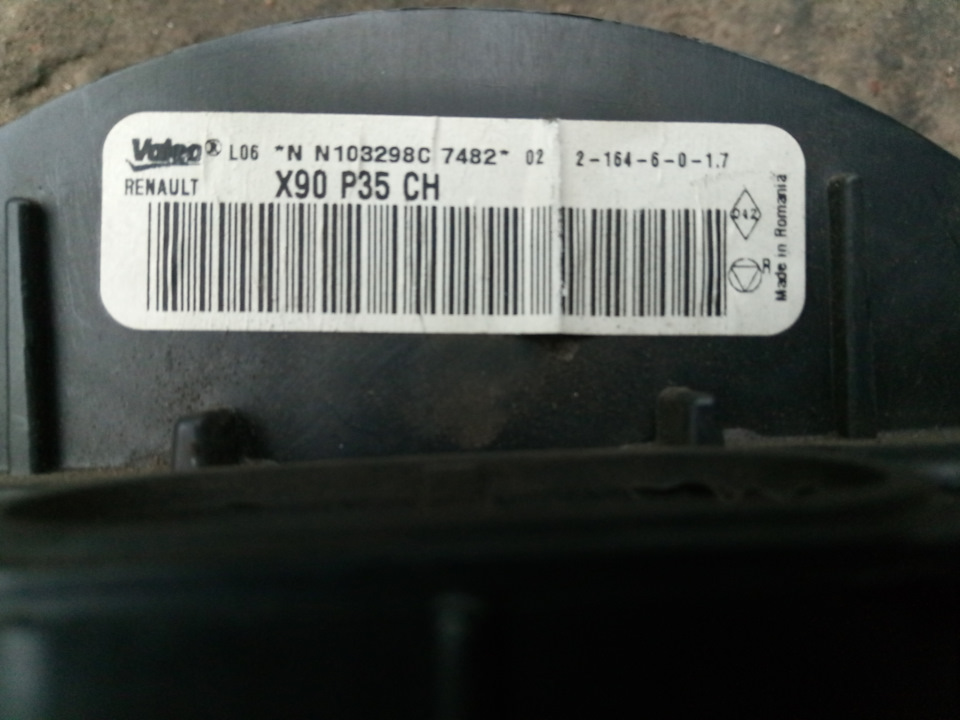 Valeo L06 *N N103298C 7482* 02 2-164-6-0-1.7
RENAULT X90 P35 CH
Made in Romania
R